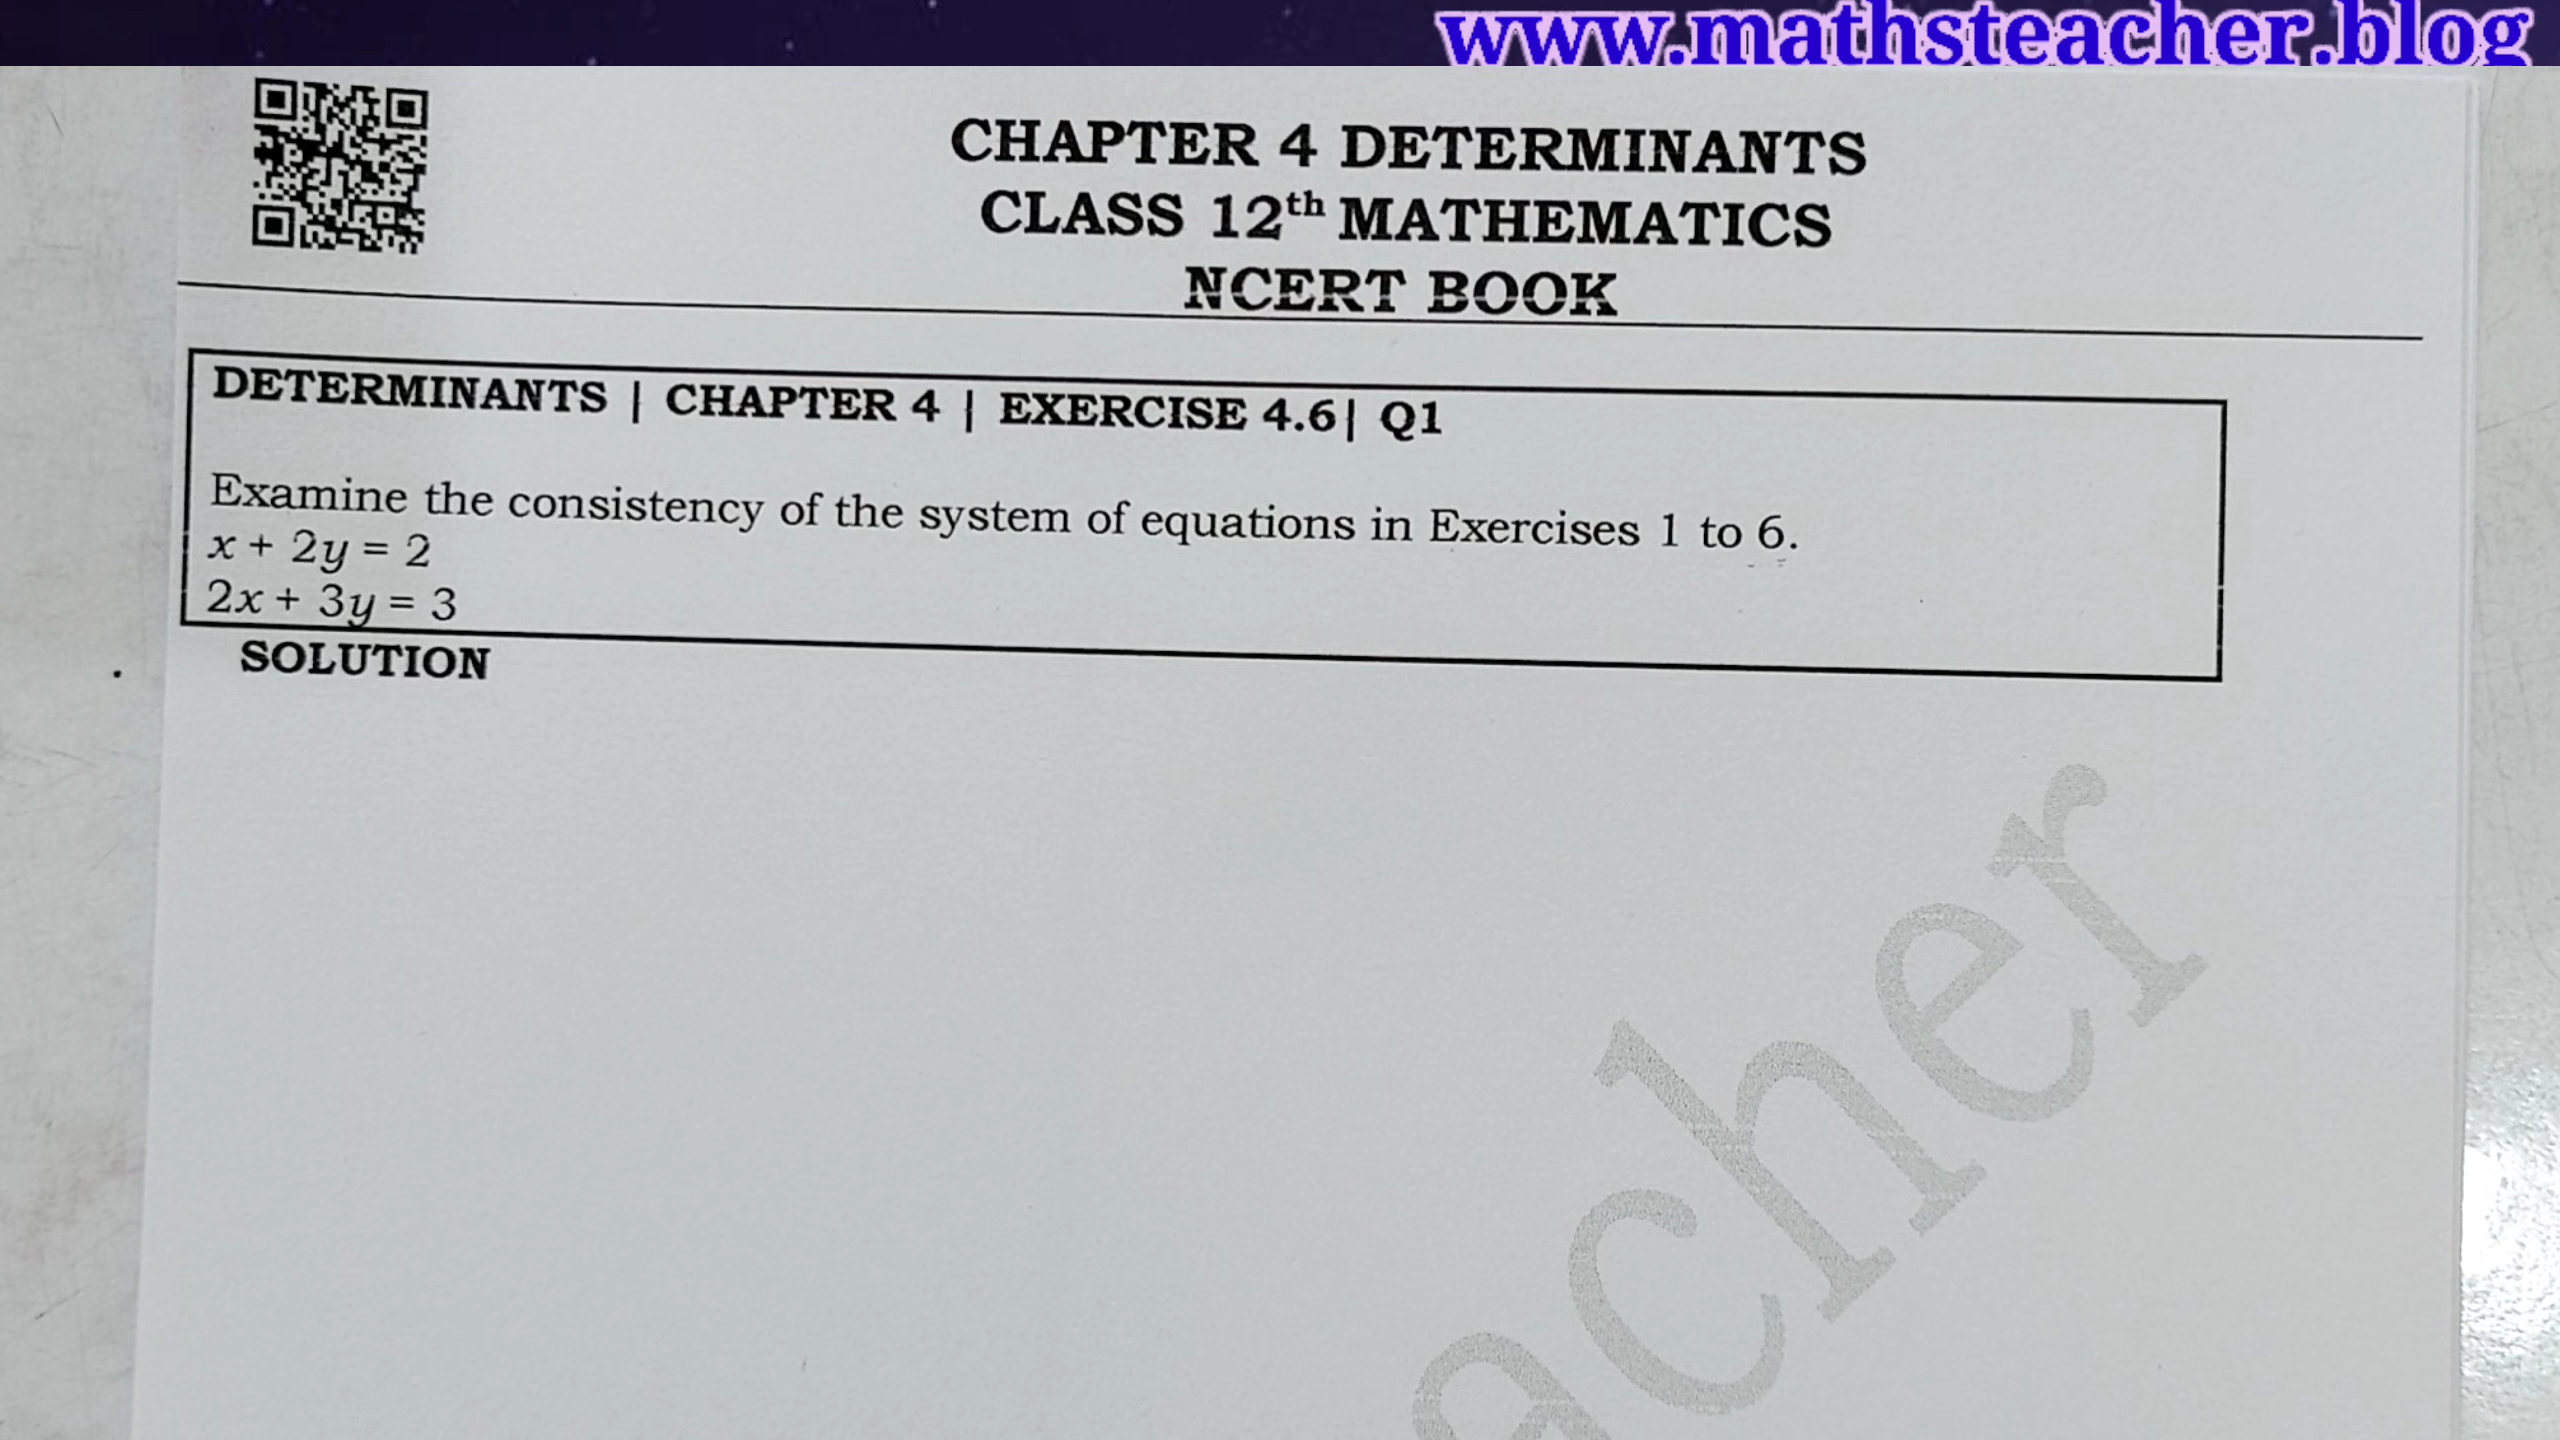 www.mathsteacher.blog
CHAPTER 4 DETERMINANTS
CLASS 12th MATHEMATICS
NCERT BOOK
DETERMINANTS | CHAPTER 4 | EXERCISE 4.6| Q1
Examine the consistency of the system of equations in Exercises 1 to 6.
x + 2y = 2
2x + 3y = 3
SOLUTION
acher